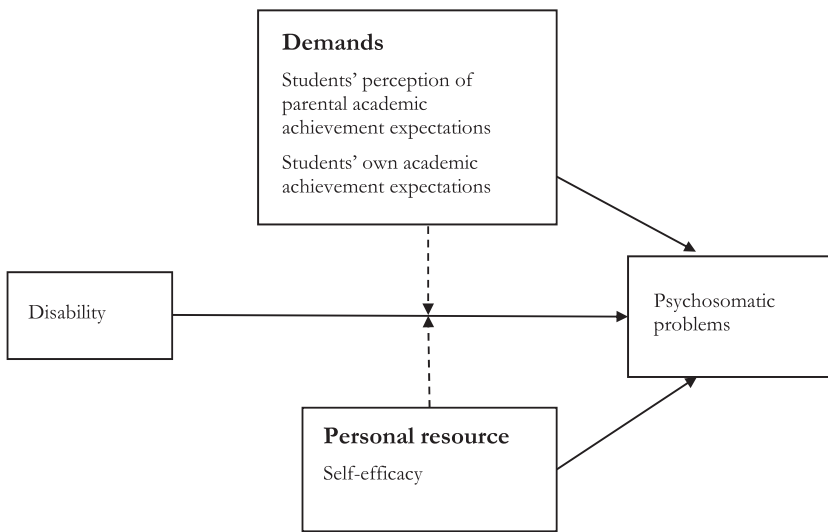 Demands
Students’ perception of
parental academic
achievement expectations
Students’ own academic
achievement expectations
Disability
Psychosomatic
problems
Personal resource
Self-efficacy